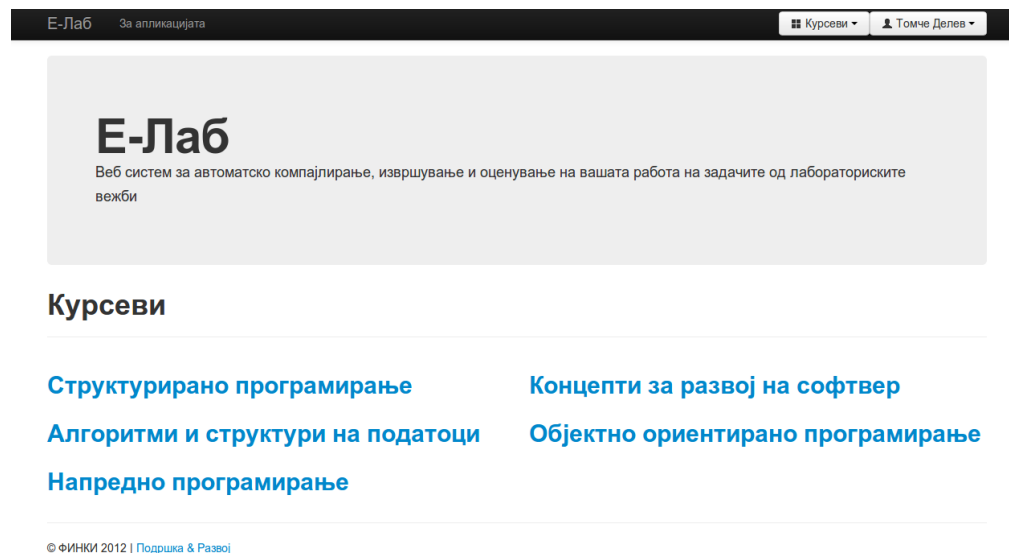 Е-Лаб За апликацијата Курсеви Томче Делев
Е-Лаб
Веб систем за автоматско компајлирање, извршување и оценување на вашата работа на задачите од лабораториските
вежби
Курсеви
Структурирано програмирање Концепти за развој на софтвер
Алгоритми и структури на податоци Објектно ориентирано програмирање
Напредно програмирање
© ФИНКИ 2012 | Подршка & Развој